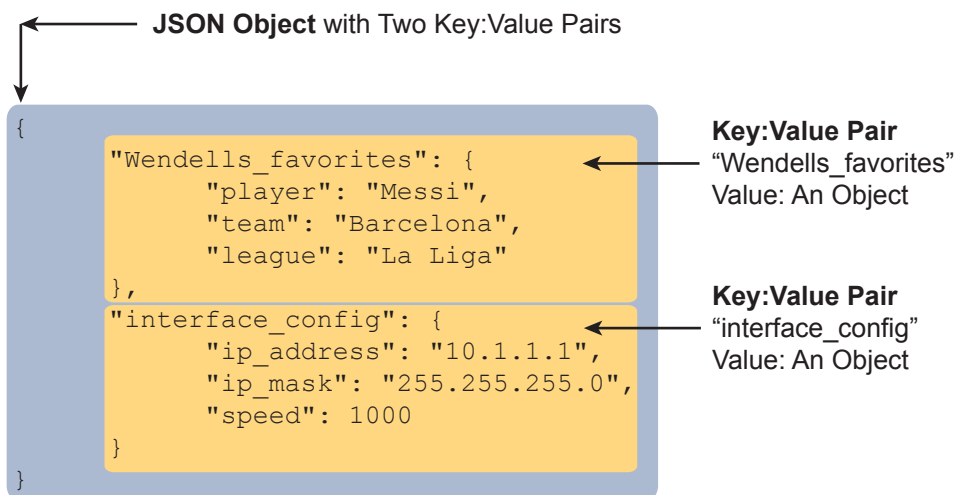 JSON Object with Two Key:Value Pairs
{
"Wendells_favorites": {
"player": "Messi",
"team": "Barcelona",
"league": "La Liga"
},
"interface_config": {
"ip_address": "10.1.1.1",
"ip_mask": "255.255.255.0",
"speed": 1000
}
}
Key:Value Pair
“Wendells_favorites”
Value: An Object
Key:Value Pair
“interface_config”
Value: An Object